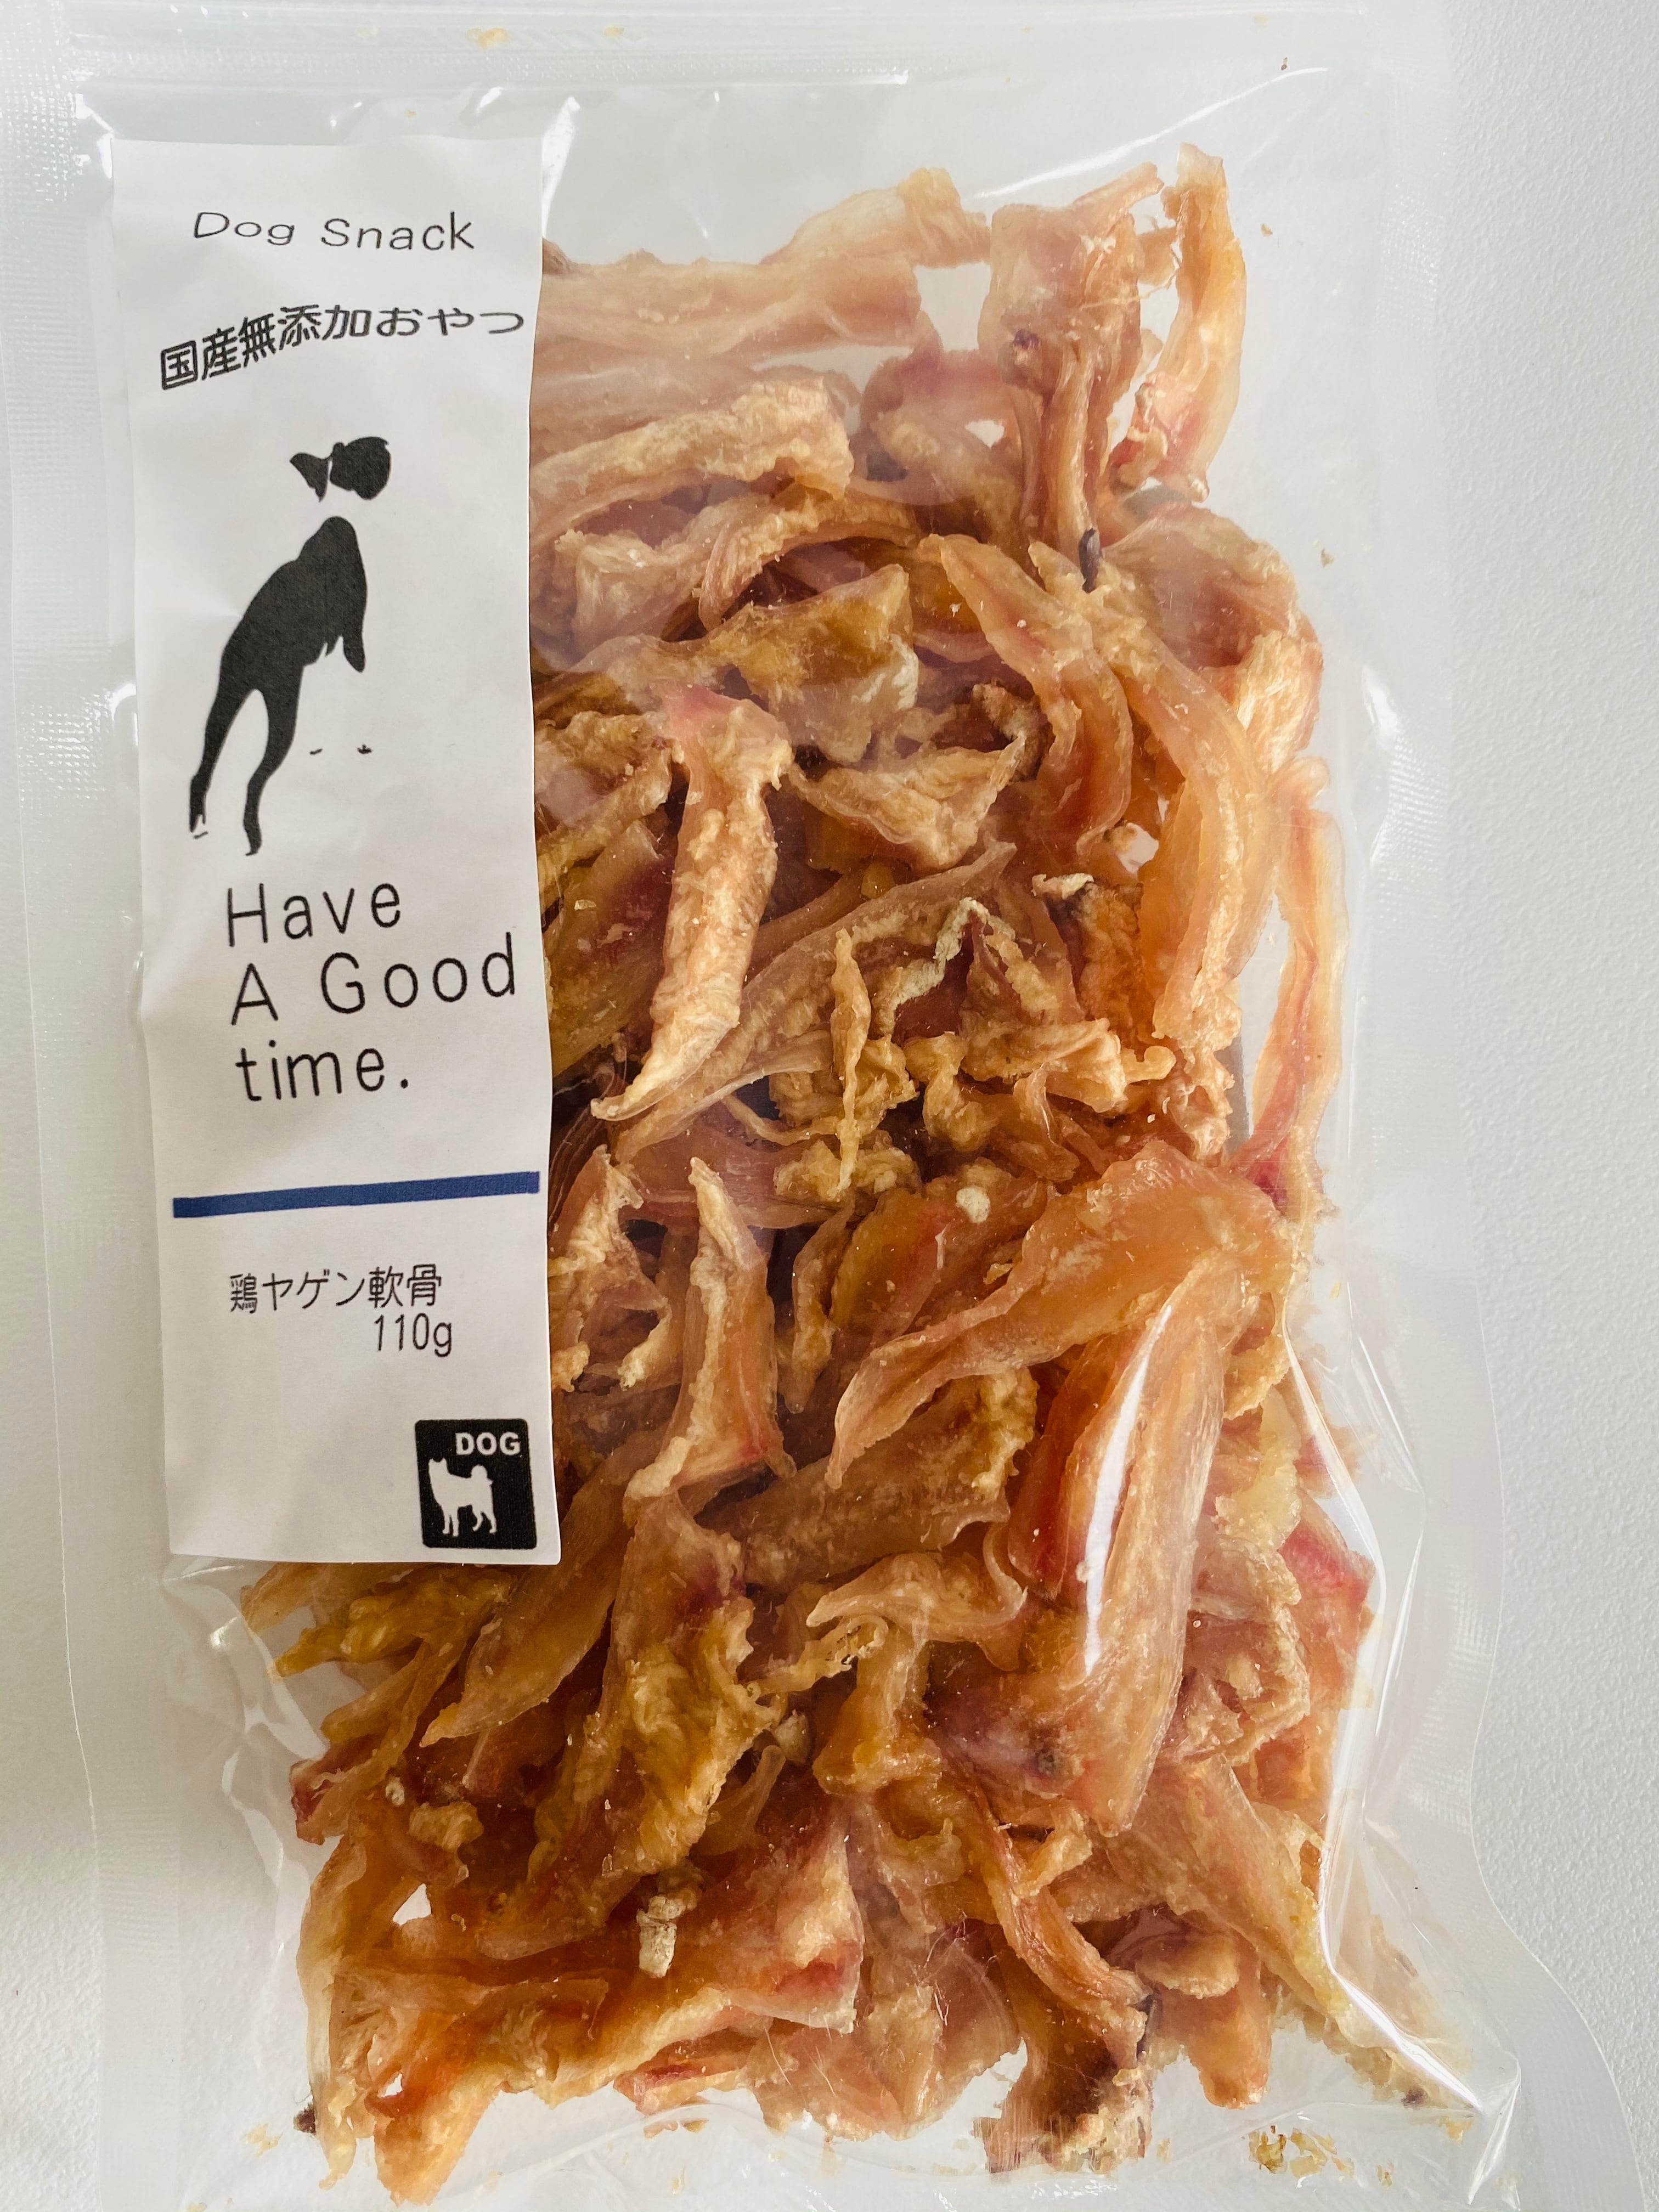 Dog Snack
国産無添加おやつ
Have
A Good
time.
鶏ヤゲン軟骨
110g
DOG